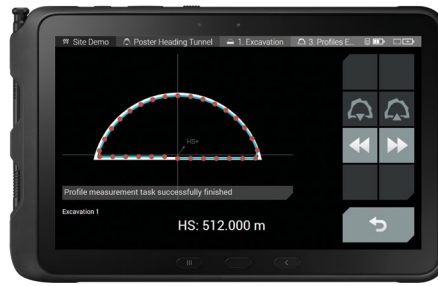 Site Demo Poster Heading Tunnel 1. Excavation 3. Profiles E...
HS+
Profile measurement task successfully finished
Excavation 1
HS: 512.000 m